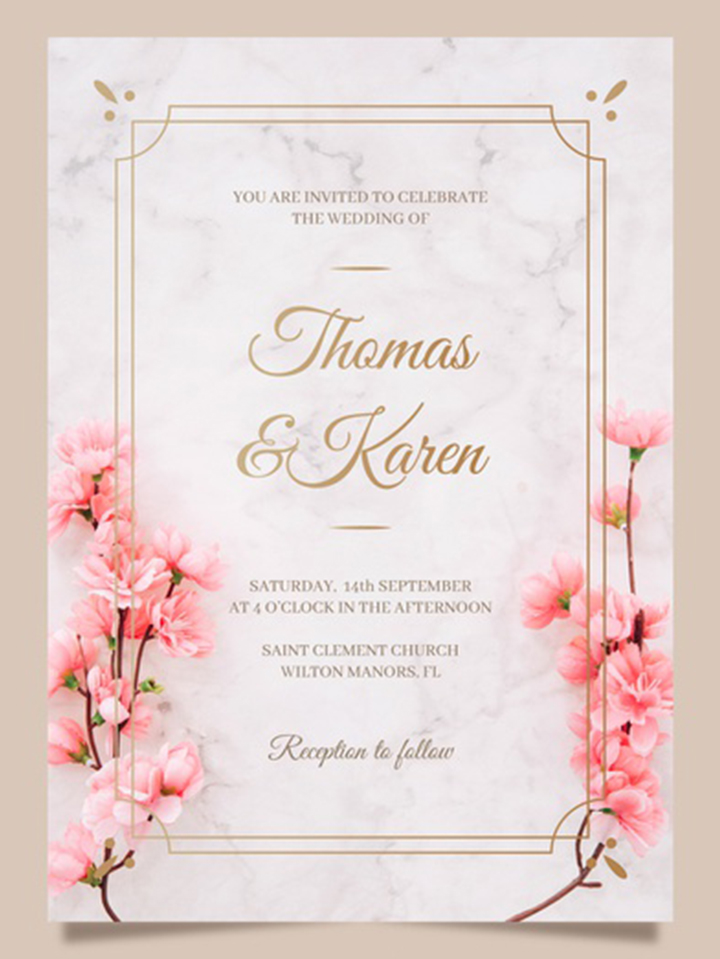 YOU ARE INVITED TO CELEBRATE
THE WEDDING OF
Thomas
& Karen
SATURDAY, 14th SEPTEMBER
AT 4 O'CLOCK IN THE AFTERNOON
SAINT CLEMENT CHURCH
WILTON MANORS, FL
Reception to follow